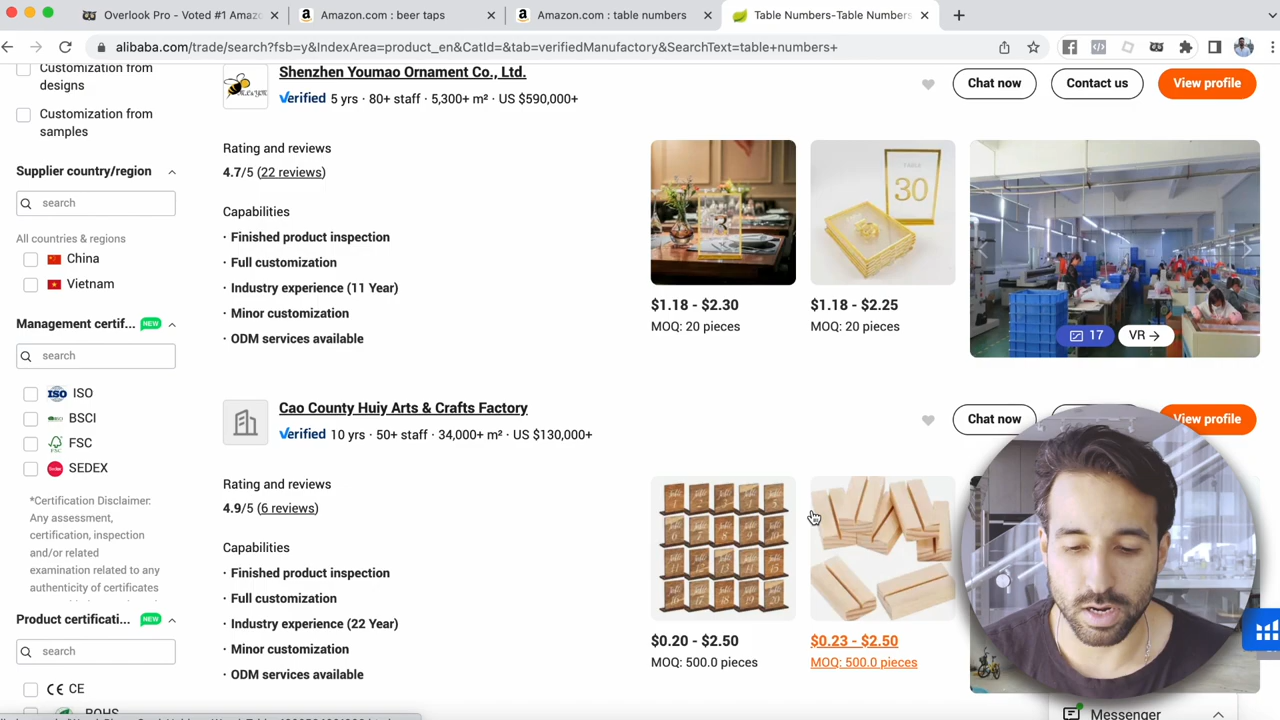 Overlook Pro - Voted #1 Amaz
Amazon.com : beer taps
Amazon.com : table numbers
Table Numbers-Table Numbers
alibaba.com/trade/search?fsb=y&IndexArea=product_en&CatId=&tab=verifiedManufactory&SearchText=table+numbers+
Customization from
designs
Customization from
samples
Supplier country/region
search
All countries & regions
China
Vietnam
Management certif... NEW
search
ISO ISO
BSCI
FSC FSC
SEDEX
*Certification Disclaimer:
Any assessment,
certification, inspection
and/or related
examination related to any
authenticity of certificates
Product certificati... NEW
search
CE CE
ROHS
Shenzhen Youmao Ornament Co., Ltd.
Verified 5 yrs · 80+ staff · 5,300+ m² · US $590,000+
Chat now
Contact us
View profile
Rating and reviews
4.7/5 (22 reviews)
Capabilities
· Finished product inspection
· Full customization
· Industry experience (11 Year)
· Minor customization
· ODM services available
TABLE
30
$1.18 - $2.30
MOQ: 20 pieces
$1.18 - $2.25
MOQ: 20 pieces
17
VR →
Cao County Huiy Arts & Crafts Factory
Verified 10 yrs · 50+ staff · 34,000+ m² · US $130,000+
Chat now
View profile
Rating and reviews
4.9/5 (6 reviews)
Capabilities
· Finished product inspection
· Full customization
· Industry experience (22 Year)
· Minor customization
· ODM services available
$0.20 - $2.50
MOQ: 500.0 pieces
$0.23 - $2.50
MOQ: 500.0 pieces
Messenger